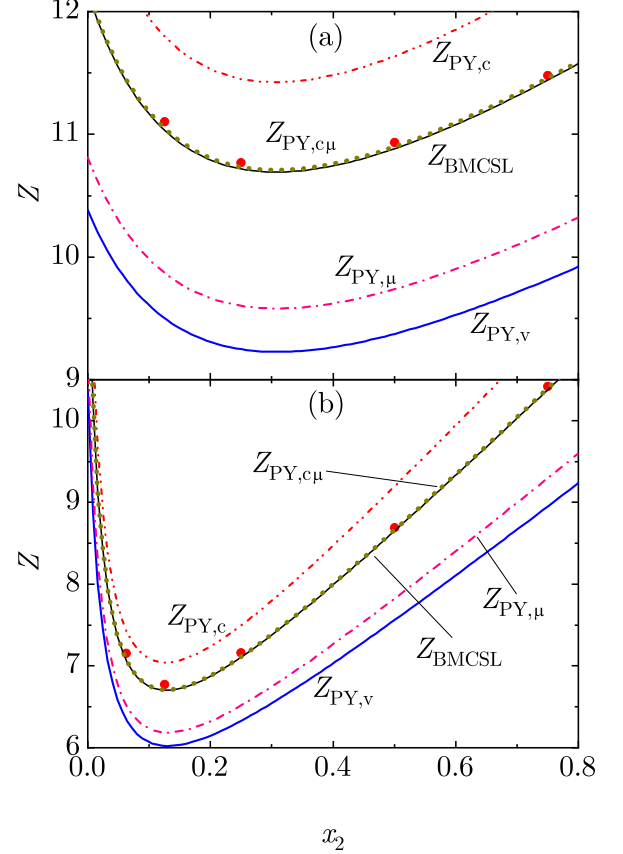 12
(a)
Z_PY,c
11
Z_PY,cμ
Z_BMCSL
Z
10
Z_PY,μ
Z_PY,v
9
(b)
10
Z_PY,cμ
9
Z
8
Z_PY,c
Z_PY,μ
7
Z_BMCSL
Z_PY,v
6
0.0 0.2 0.4 0.6 0.8
x_2